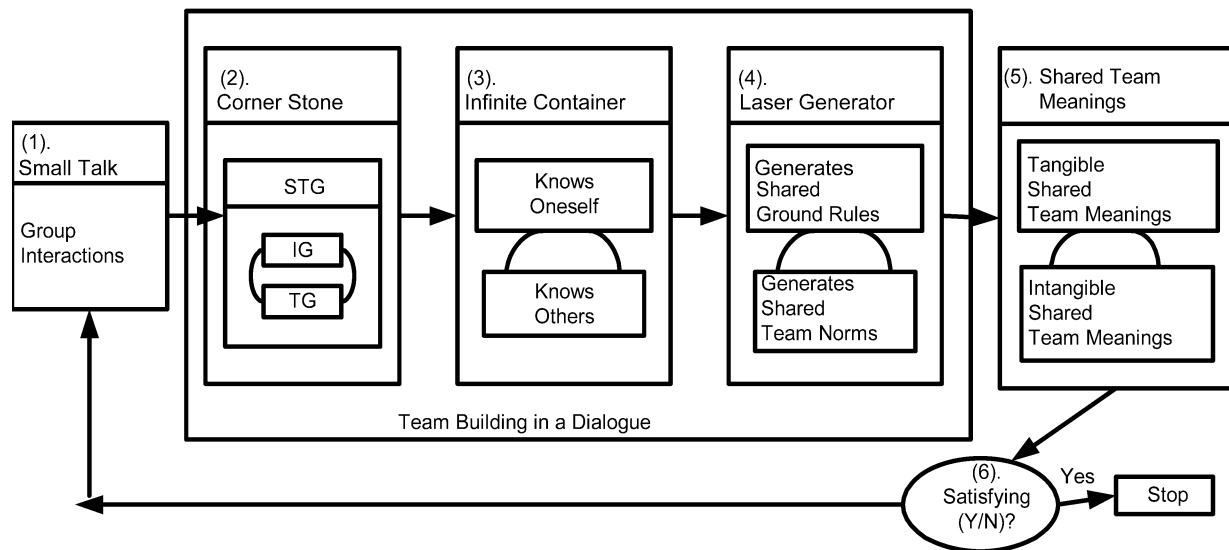 (1).
Small Talk
Group
Interactions
(2).
Corner Stone
STG
IG
TG
(3).
Infinite Container
Knows
Oneself
Knows
Others
(4).
Laser Generator
Generates
Shared
Ground Rules
Generates
Shared
Team Norms
Team Building in a Dialogue
(5). Shared Team
Meanings
Tangible
Shared
Team Meanings
Intangible
Shared
Team Meanings
(6).
Satisfying
(Y/N)?
Yes
Stop